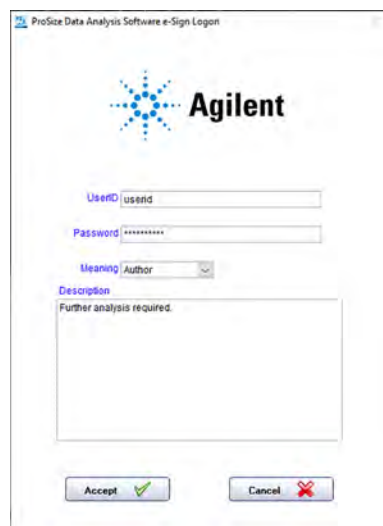 ProSize Data Analysis Software e-Sign Logon
Agilent
UserID userid
Password **********
Meaning Author
Description
Further analysis required.
Accept Cancel